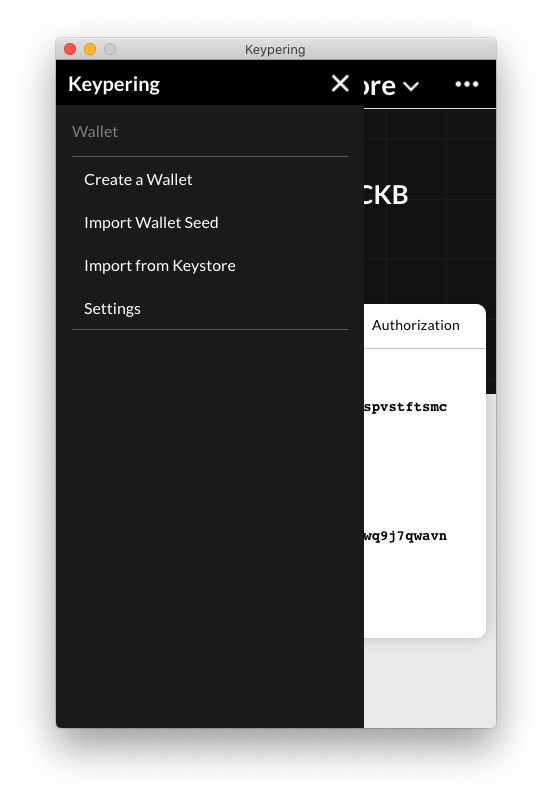 Keypering
Keypering
ore
Wallet
Create a Wallet
CKB
Import Wallet Seed
Import from Keystore
Settings
Authorization
spvstftsmc
wq9j7qwavn